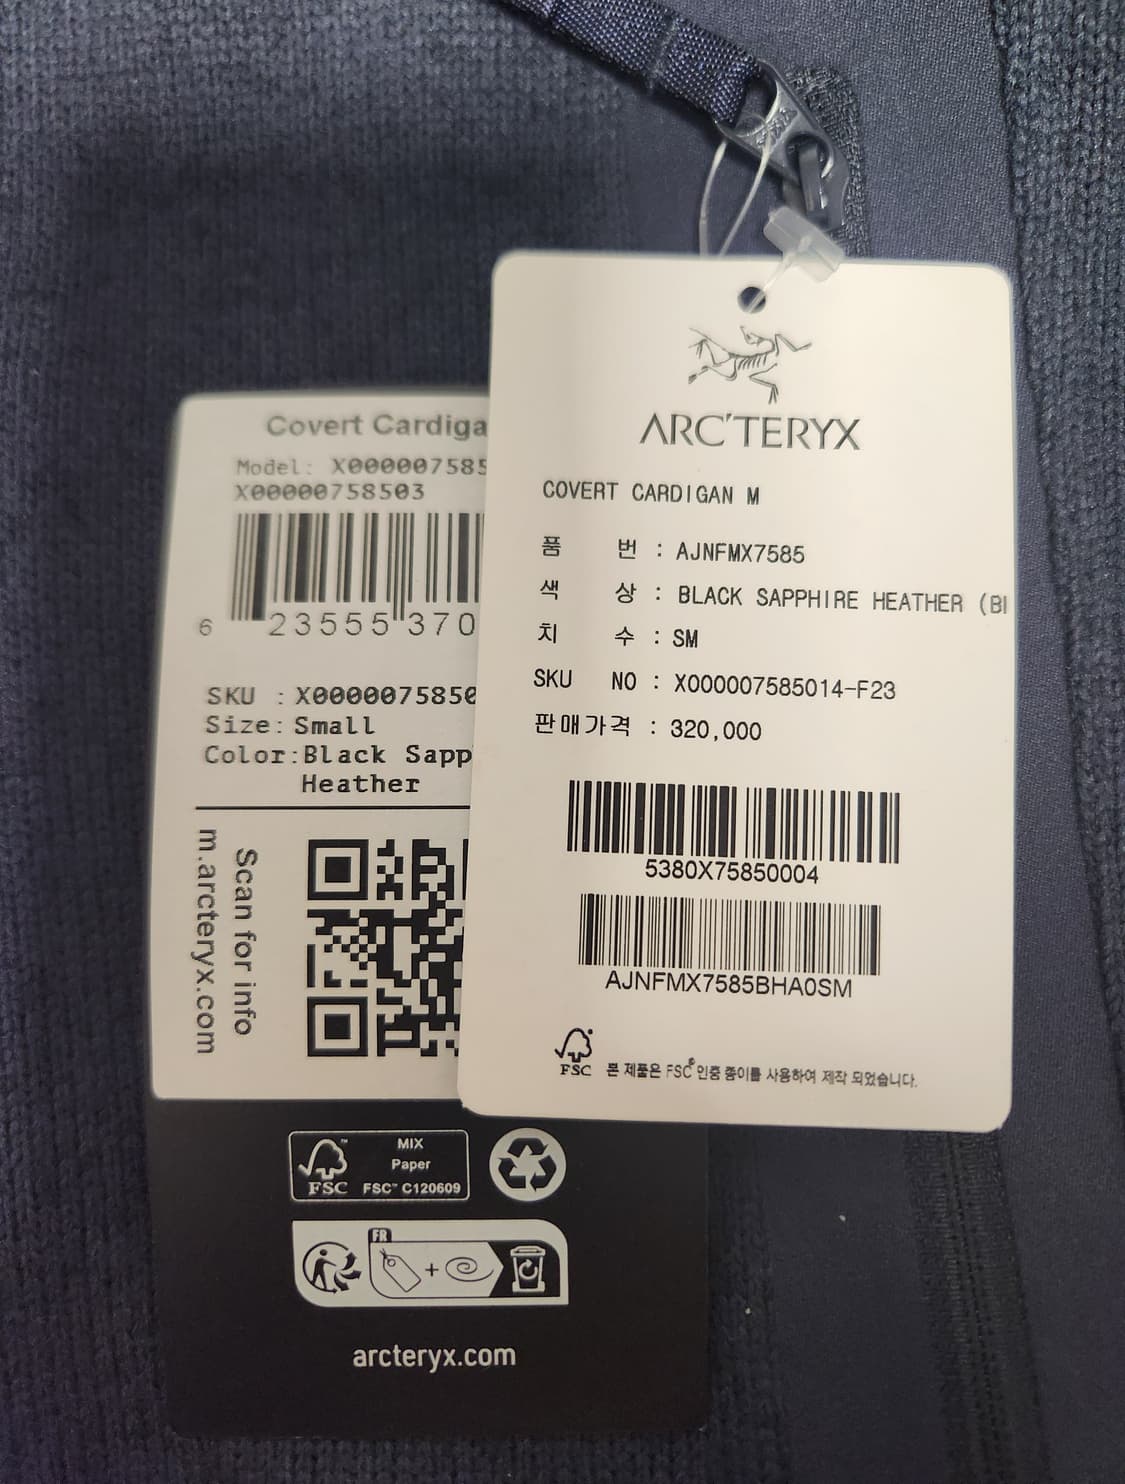 Covert Cardiga
Model: X000007585
X00000758503
6 23555 370
SKU : X0000075850
Size: Small
Color: Black Sapp
Heather
Scan for info
m.arcteryx.com
MIX
Paper
FSC™ C120609
FSC
FR
arcteryx.com
ARC'TERYX
COVERT CARDIGAN M
품 번 : AJNFMX7585
색 상 : BLACK SAPPHIRE HEATHER (Bl
치 수 : SM
SKU NO : X000007585014-F23
판매가격 : 320,000
5380X75850004
AJNFMX7585BHA0SM
FSC 본 제품은 FSC® 인증 종이를 사용하여 제작 되었습니다.